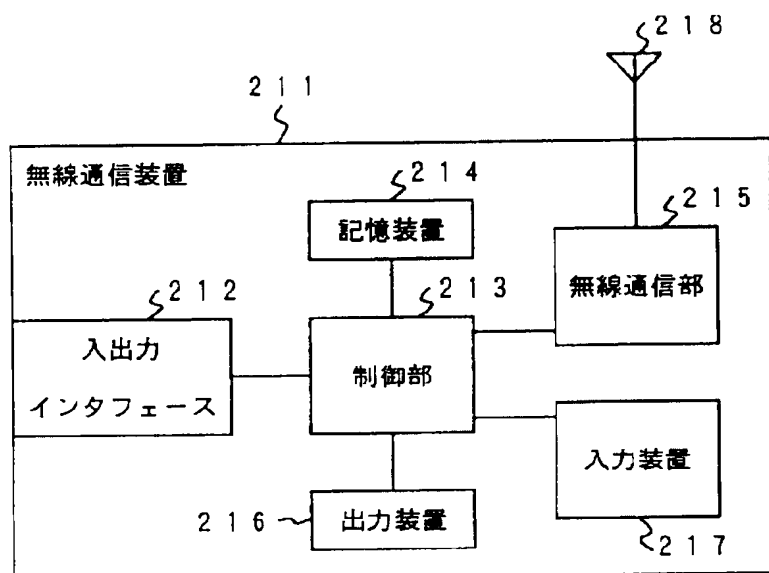 ２１８
２１１
無線通信装置
２１４
記憶装置
２１５
無線通信部
２１２
入出力
インタフェース
２１３
制御部
入力装置
２１６
出力装置
２１７